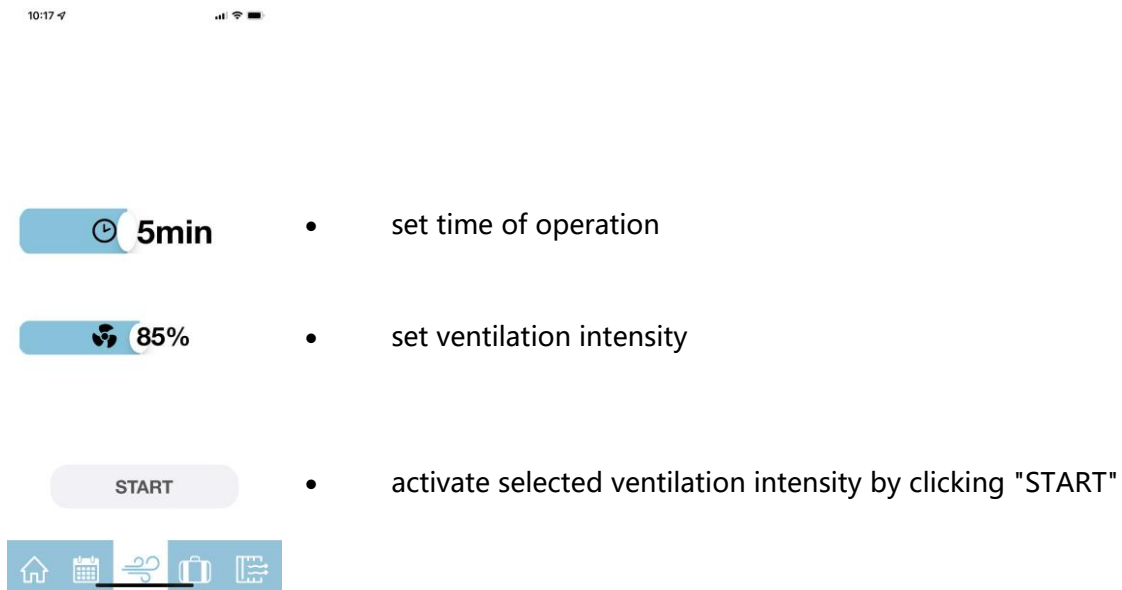 10:17
5min
• set time of operation
85%
• set ventilation intensity
START
• activate selected ventilation intensity by clicking "START"